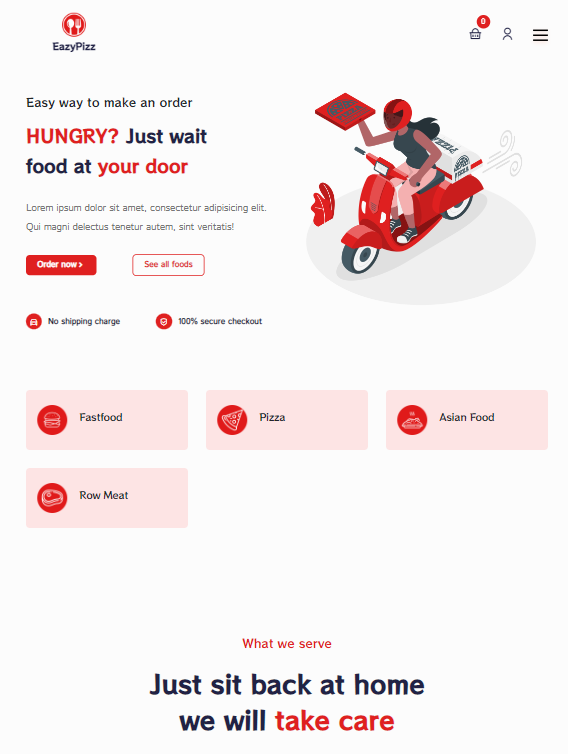 EazyPizz
0
Easy way to make an order
HUNGRY? Just wait
food at your door
Lorem ipsum dolor sit amet, consectetur adipisicing elit.
Qui magni delectus tenetur autem, sint veritatis!
Order now >
See all foods
No shipping charge
100% secure checkout
Fastfood
Pizza
Asian Food
Row Meat
What we serve
Just sit back at home
we will take care